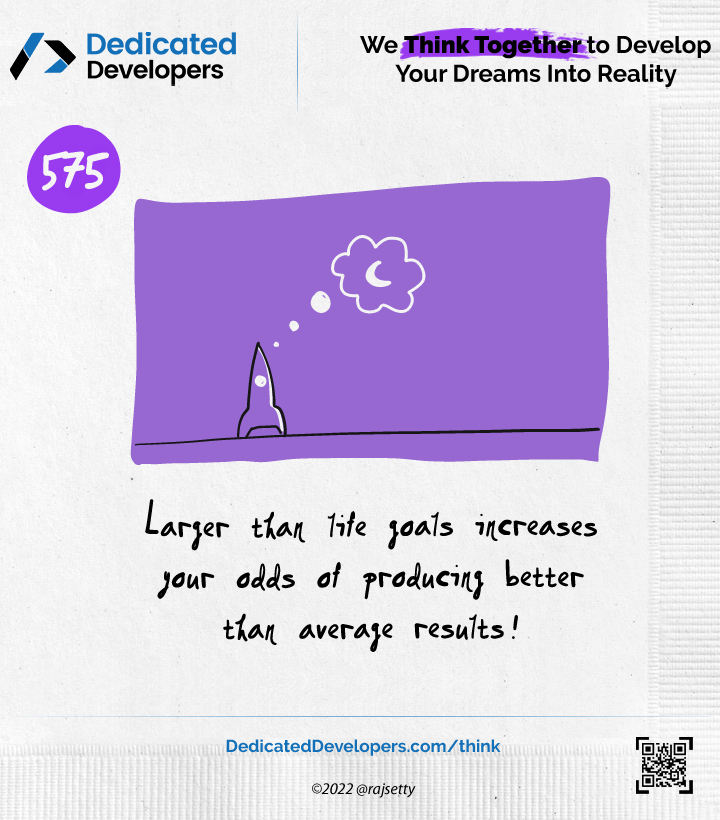 Dedicated
Developers
We Think Together to Develop
Your Dreams Into Reality
575
Larger than life goals increases
your odds of producing better
than average results!
DedicatedDevelopers.com/think
©2022 @rajsetty